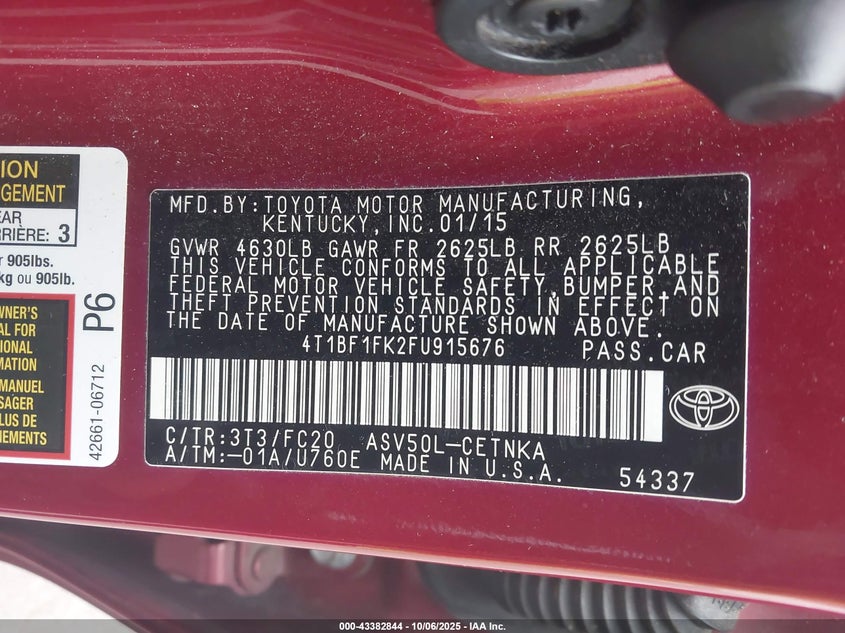 ION
GEMENT
EAR
RRIÈRE: 3
r 905lbs.
kg ou 905lb.
P6
WNER'S
AL FOR
IONAL
MATION
MANUEL
SAGER
LUS DE
NEMENTS
42661-06712
MFD.BY:TOYOTA MOTOR MANUFACTURING,
KENTUCKY,INC.01/15
GVWR 4630LB GAWR FR 2625LB RR 2625LB
THIS VEHICLE CONFORMS TO ALL APPLICABLE
FEDERAL MOTOR VEHICLE SAFETY,BUMPER,AND
THEFT PREVENTION STANDARDS IN EFFECT ON
THE DATE OF MANUFACTURE SHOWN ABOVE.
4T1BF1FK2FU915676 PASS.CAR
C/TR:3T3/FC20 ASV50L-CETNKA
A/TM:-01A/U760E MADE IN U.S.A.
54337
000-43382844 - 10/06/2025 - IAA Inc.